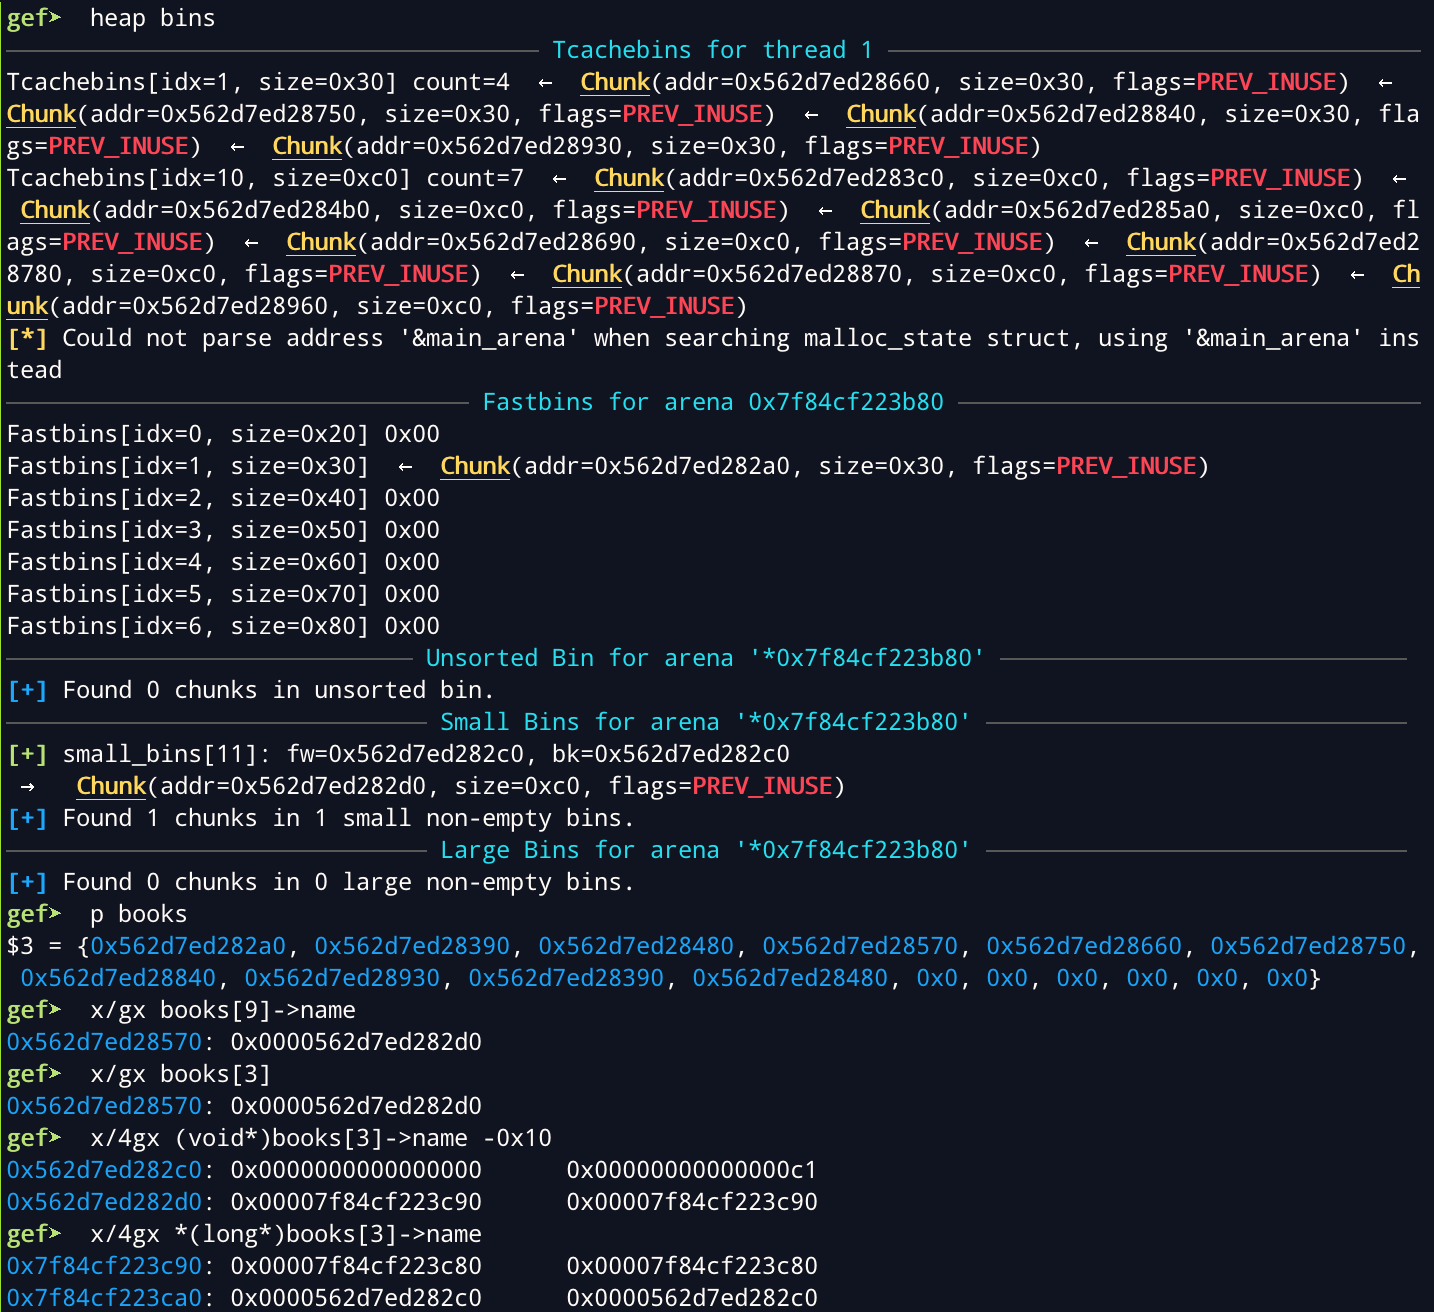 gef➤  heap bins
Tcachebins for thread 1
Tcachebins[idx=1, size=0x30] count=4  ←  Chunk(addr=0x562d7ed28660, size=0x30, flags=PREV_INUSE)  ←
Chunk(addr=0x562d7ed28750, size=0x30, flags=PREV_INUSE)  ←  Chunk(addr=0x562d7ed28840, size=0x30, fla
gs=PREV_INUSE)  ←  Chunk(addr=0x562d7ed28930, size=0x30, flags=PREV_INUSE)
Tcachebins[idx=10, size=0xc0] count=7  ←  Chunk(addr=0x562d7ed283c0, size=0xc0, flags=PREV_INUSE)  ←
Chunk(addr=0x562d7ed284b0, size=0xc0, flags=PREV_INUSE)  ←  Chunk(addr=0x562d7ed285a0, size=0xc0, fl
ags=PREV_INUSE)  ←  Chunk(addr=0x562d7ed28690, size=0xc0, flags=PREV_INUSE)  ←  Chunk(addr=0x562d7ed2
8780, size=0xc0, flags=PREV_INUSE)  ←  Chunk(addr=0x562d7ed28870, size=0xc0, flags=PREV_INUSE)  ←  Ch
unk(addr=0x562d7ed28960, size=0xc0, flags=PREV_INUSE)
[*] Could not parse address '&main_arena' when searching malloc_state struct, using '&main_arena' ins
tead
Fastbins for arena 0x7f84cf223b80
Fastbins[idx=0, size=0x20] 0x00
Fastbins[idx=1, size=0x30]  ←  Chunk(addr=0x562d7ed282a0, size=0x30, flags=PREV_INUSE)
Fastbins[idx=2, size=0x40] 0x00
Fastbins[idx=3, size=0x50] 0x00
Fastbins[idx=4, size=0x60] 0x00
Fastbins[idx=5, size=0x70] 0x00
Fastbins[idx=6, size=0x80] 0x00
Unsorted Bin for arena '*0x7f84cf223b80'
[+] Found 0 chunks in unsorted bin.
Small Bins for arena '*0x7f84cf223b80'
[+] small_bins[11]: fw=0x562d7ed282c0, bk=0x562d7ed282c0
→   Chunk(addr=0x562d7ed282d0, size=0xc0, flags=PREV_INUSE)
[+] Found 1 chunks in 1 small non-empty bins.
Large Bins for arena '*0x7f84cf223b80'
[+] Found 0 chunks in 0 large non-empty bins.
gef➤  p books
$3 = {0x562d7ed282a0, 0x562d7ed28390, 0x562d7ed28480, 0x562d7ed28570, 0x562d7ed28660, 0x562d7ed28750,
0x562d7ed28840, 0x562d7ed28930, 0x562d7ed28390, 0x562d7ed28480, 0x0, 0x0, 0x0, 0x0, 0x0, 0x0}
gef➤  x/gx books[9]->name
0x562d7ed28570: 0x0000562d7ed282d0
gef➤  x/gx books[3]
0x562d7ed28570: 0x0000562d7ed282d0
gef➤  x/4gx (void*)books[3]->name -0x10
0x562d7ed282c0: 0x0000000000000000      0x00000000000000c1
0x562d7ed282d0: 0x00007f84cf223c90      0x00007f84cf223c90
gef➤  x/4gx *(long*)books[3]->name
0x7f84cf223c90: 0x00007f84cf223c80      0x00007f84cf223c80
0x7f84cf223ca0: 0x0000562d7ed282c0      0x0000562d7ed282c0